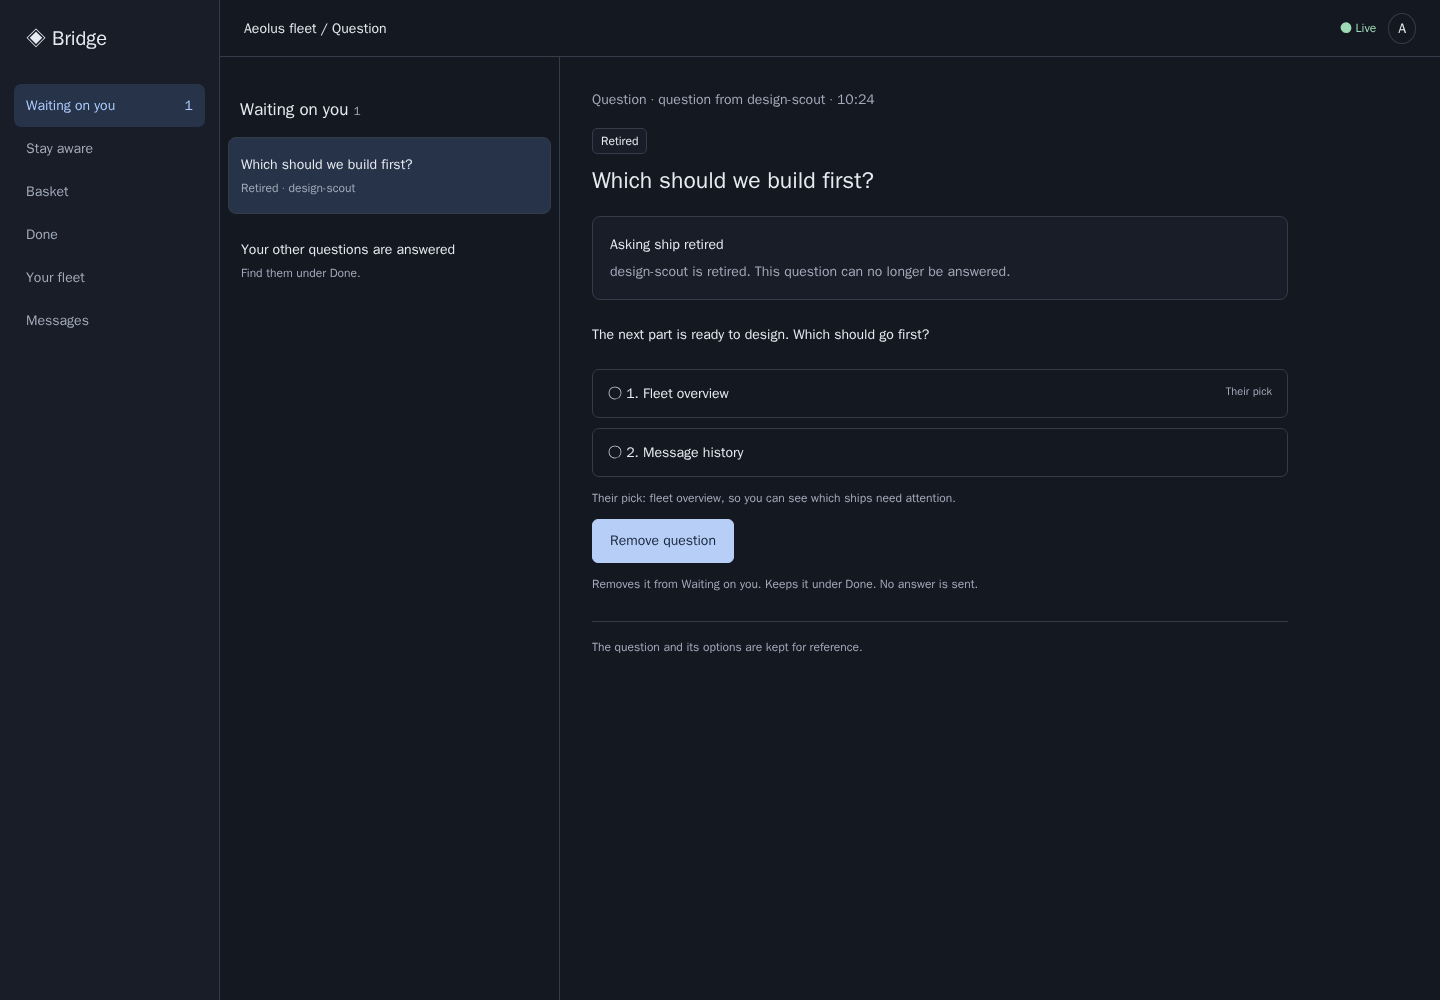 Bridge
Waiting on you 1
Stay aware
Basket
Done
Your fleet
Messages
Aeolus fleet / Question
Live
A
Waiting on you 1
Which should we build first?
Retired · design-scout
Your other questions are answered
Find them under Done.
Question · question from design-scout · 10:24
Retired
Which should we build first?
Asking ship retired
design-scout is retired. This question can no longer be answered.
The next part is ready to design. Which should go first?
1. Fleet overview Their pick
2. Message history
Their pick: fleet overview, so you can see which ships need attention.
Remove question
Removes it from Waiting on you. Keeps it under Done. No answer is sent.
The question and its options are kept for reference.